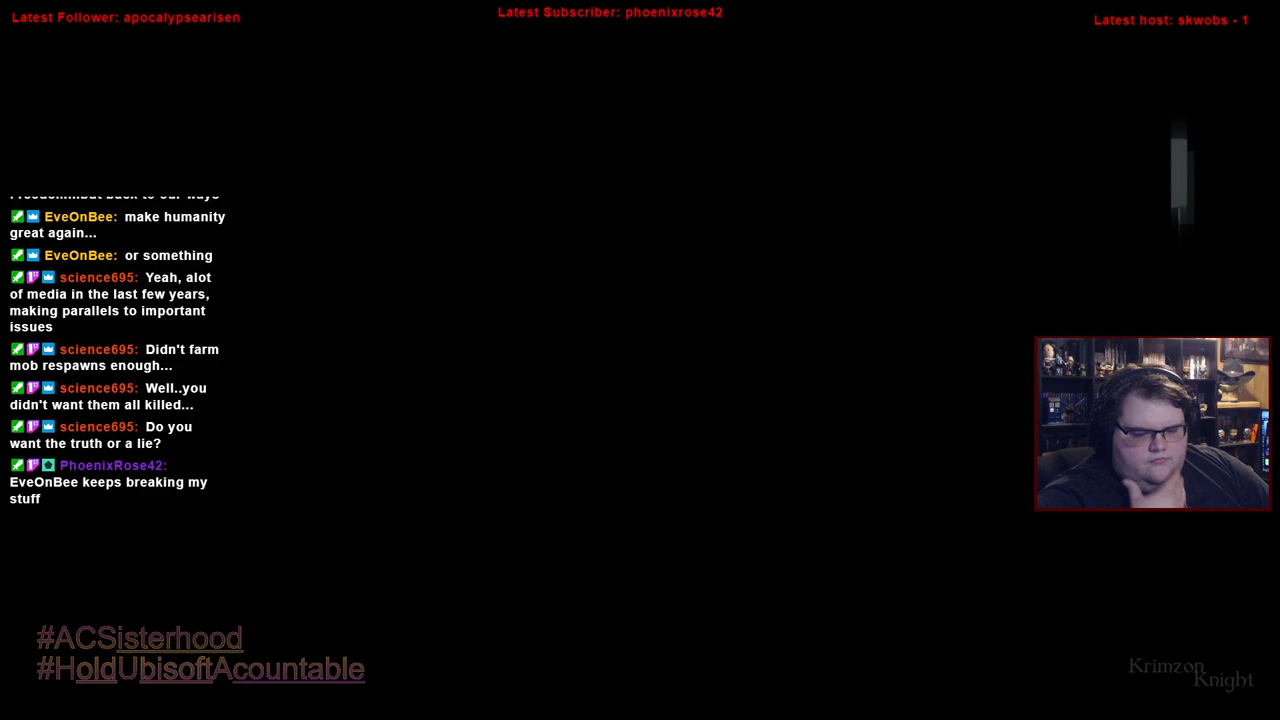 Latest Follower: apocalypsearisen
Latest Subscriber: phoenixrose42
Latest host: skwobs - 1
EveOnBee: make humanity
great again...
EveOnBee: or something
science695: Yeah, alot
of media in the last few years,
making parallels to important
issues
science695: Didn't farm
mob respawns enough...
science695: Well..you
didn't want them all killed...
science695: Do you
want the truth or a lie?
PhoenixRose42:
EveOnBee keeps breaking my
stuff
#ACSisterhood
#HoldUbisoftAcountable
Krimzon
Knight